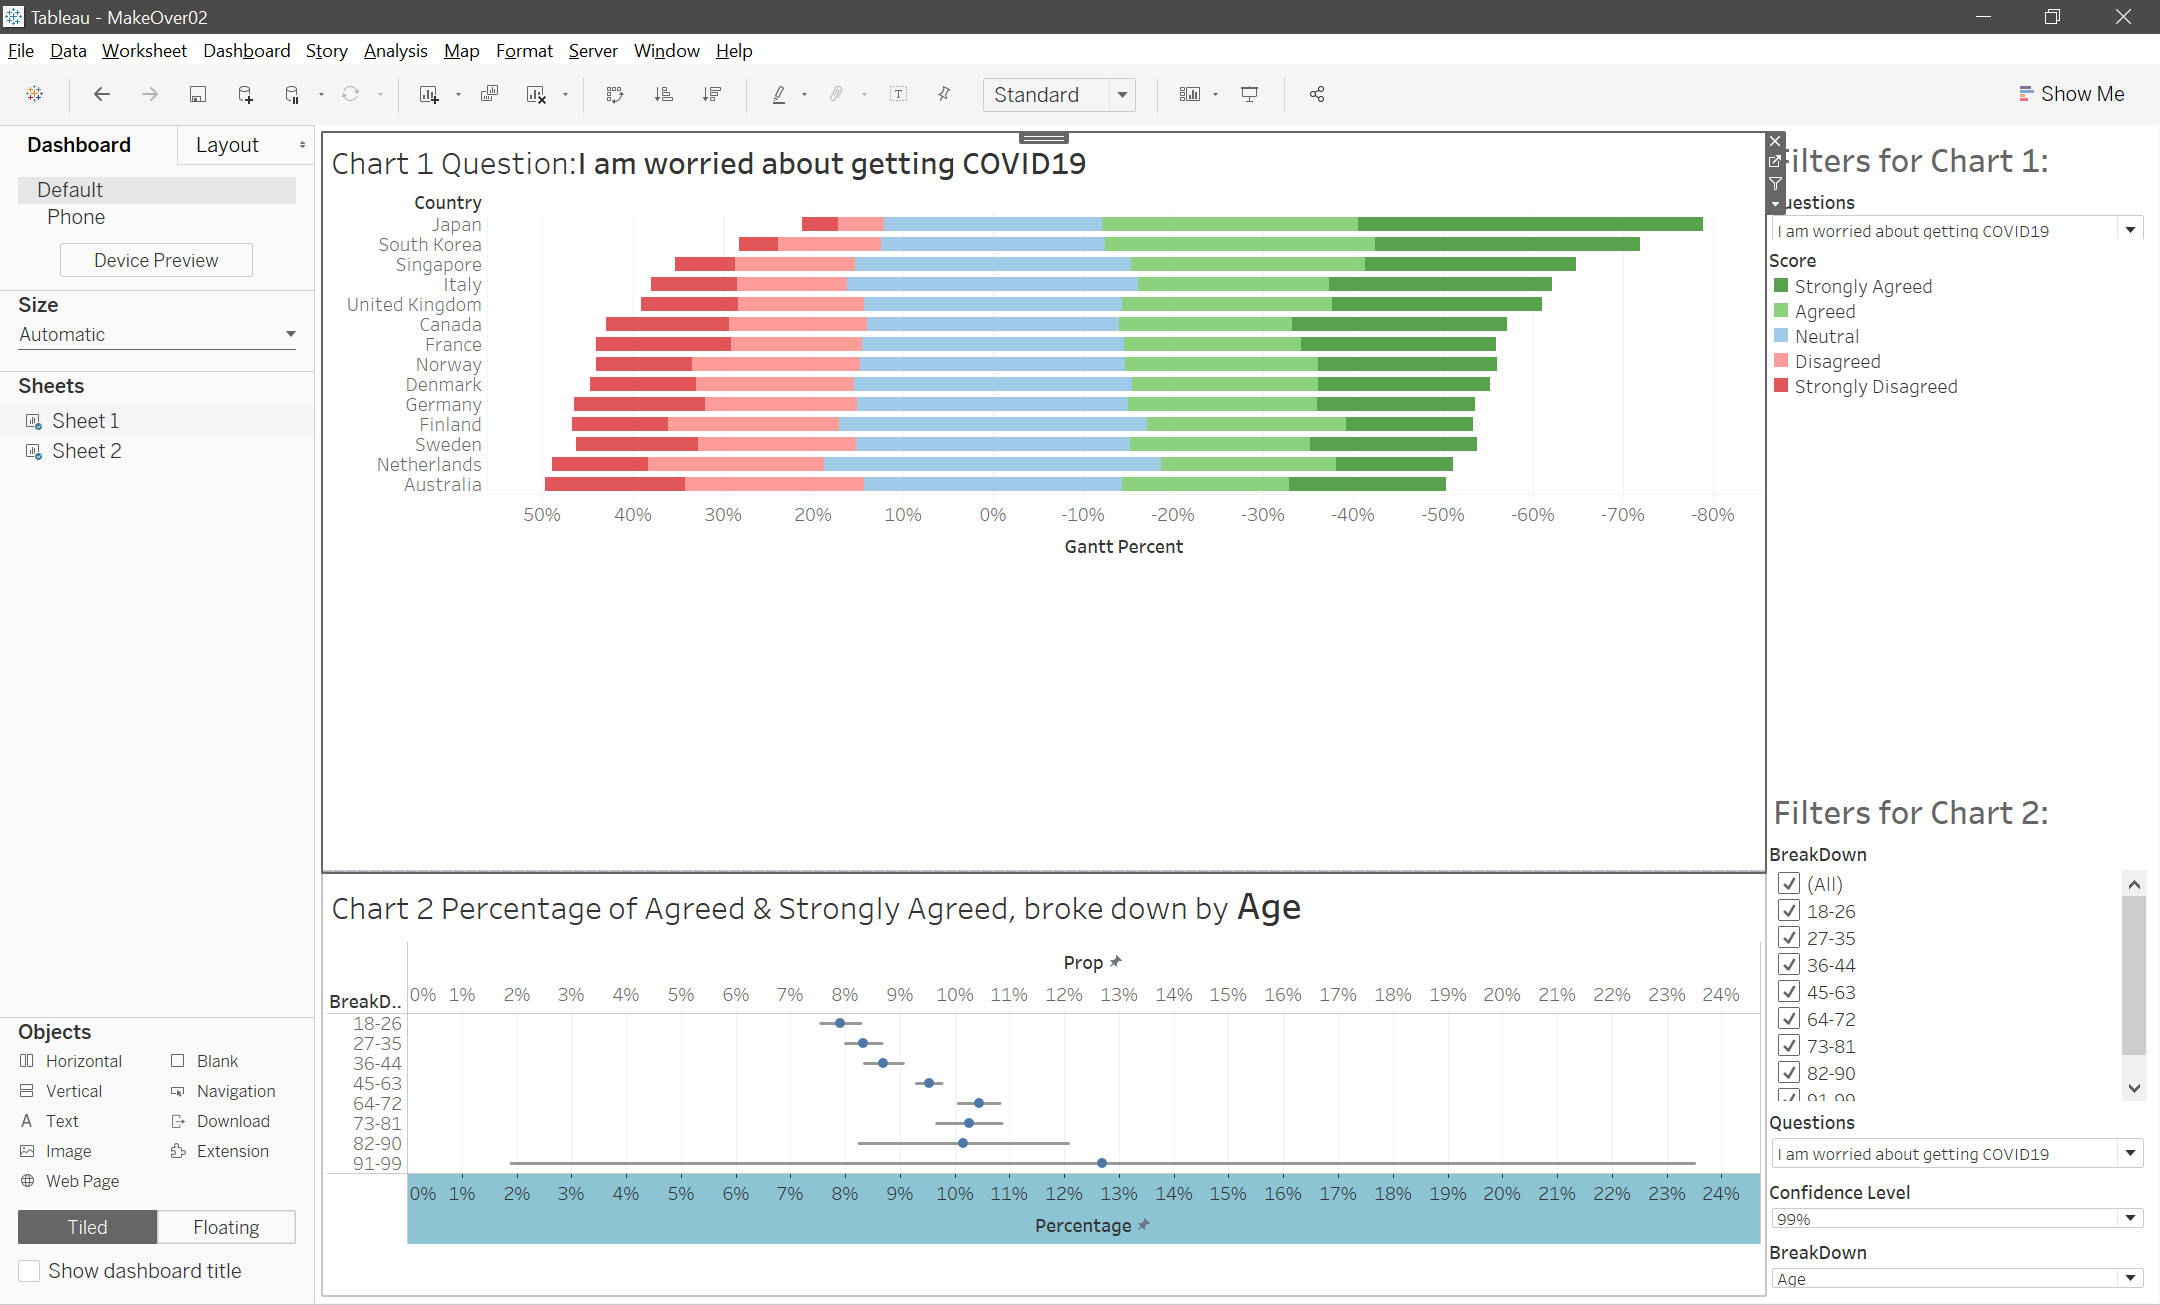 Tableau - MakeOver02
File Data Worksheet Dashboard Story Analysis Map Format Server Window Help
Standard
Show Me
Dashboard Layout
Default
Phone
Device Preview
Size
Automatic
Sheets
Sheet 1
Sheet 2
Objects
Horizontal Blank
Vertical Navigation
Text Download
Image Extension
Web Page
Tiled Floating
Show dashboard title
Chart 1 Question:I am worried about getting COVID19
Country
Japan
South Korea
Singapore
Italy
United Kingdom
Canada
France
Norway
Denmark
Germany
Finland
Sweden
Netherlands
Australia
50% 40% 30% 20% 10% 0% -10% -20% -30% -40% -50% -60% -70% -80%
Gantt Percent
Chart 2 Percentage of Agreed & Strongly Agreed, broke down by Age
Prop
BreakD.. 0% 1% 2% 3% 4% 5% 6% 7% 8% 9% 10% 11% 12% 13% 14% 15% 16% 17% 18% 19% 20% 21% 22% 23% 24%
18-26
27-35
36-44
45-63
64-72
73-81
82-90
91-99
0% 1% 2% 3% 4% 5% 6% 7% 8% 9% 10% 11% 12% 13% 14% 15% 16% 17% 18% 19% 20% 21% 22% 23% 24%
Percentage
Filters for Chart 1:
Questions
I am worried about getting COVID19
Score
Strongly Agreed
Agreed
Neutral
Disagreed
Strongly Disagreed
Filters for Chart 2:
BreakDown
(All)
18-26
27-35
36-44
45-63
64-72
73-81
82-90
91-99
Questions
I am worried about getting COVID19
Confidence Level
99%
BreakDown
Age